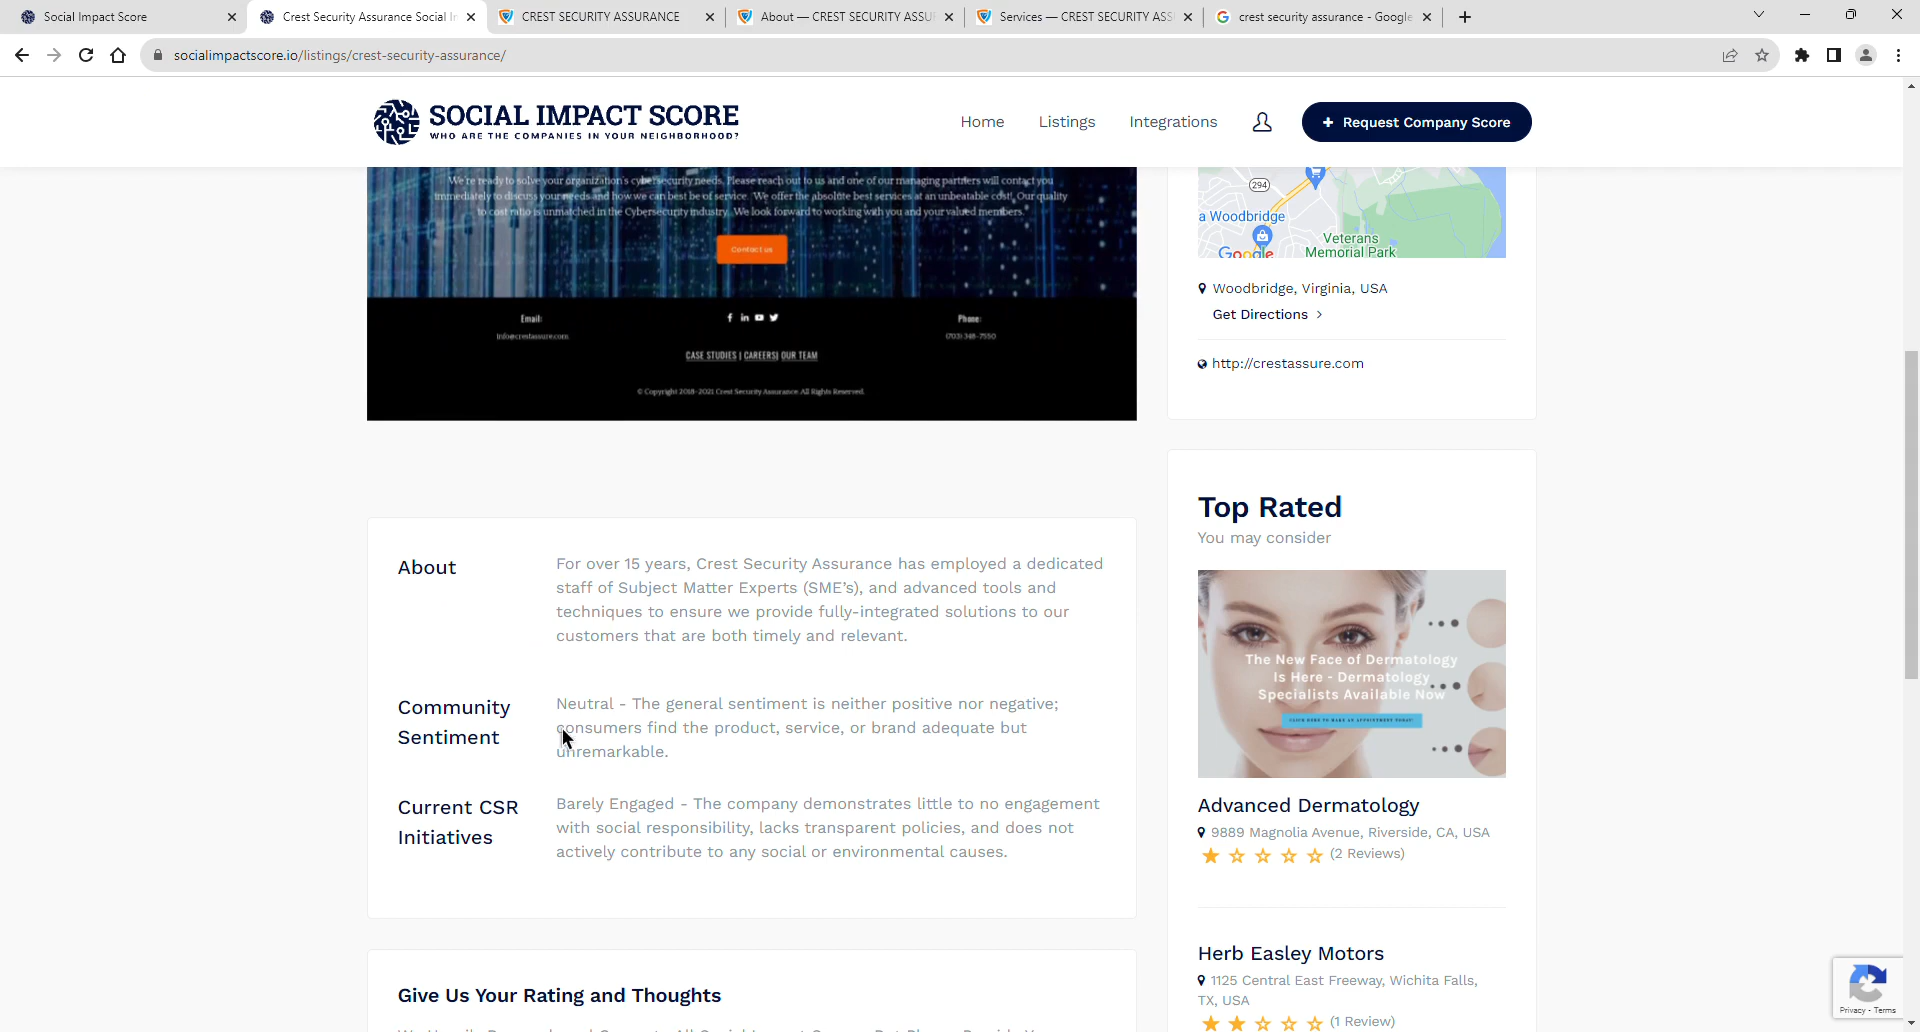 Social Impact Score
Crest Security Assurance Social In
CREST SECURITY ASSURANCE
About — CREST SECURITY ASSU
Services — CREST SECURITY ASS
crest security assurance - Google
socialimpactscore.io/listings/crest-security-assurance/
SOCIAL IMPACT SCORE
WHO ARE THE COMPANIES IN YOUR NEIGHBORHOOD?
Home
Listings
Integrations
Request Company Score
We're ready to solve your organization's cybersecurity needs. Please reach out to us and one of our managing partners will contact you
immediately to discuss your needs and how we can best be of service. We offer the absolute best services at an unbeatable cost! Our quality
to cost ratio is unmatched in the Cybersecurity industry. We look forward to working with you and your valued members.
Contact us
Email:
Phone:
info@crestassure.com
(703) 348-7550
CASE STUDIES | CAREERS| OUR TEAM
© Copyright 2018-2021 Crest Security Assurance. All Rights Reserved.
294
a Woodbridge
Veterans
Memorial Park
Google
Woodbridge, Virginia, USA
Get Directions >
http://crestassure.com
About
For over 15 years, Crest Security Assurance has employed a dedicated
staff of Subject Matter Experts (SME's), and advanced tools and
techniques to ensure we provide fully-integrated solutions to our
customers that are both timely and relevant.
Community
Sentiment
Neutral - The general sentiment is neither positive nor negative;
consumers find the product, service, or brand adequate but
unremarkable.
Current CSR
Initiatives
Barely Engaged - The company demonstrates little to no engagement
with social responsibility, lacks transparent policies, and does not
actively contribute to any social or environmental causes.
Give Us Your Rating and Thoughts
Top Rated
You may consider
The New Face of Dermatology
Is Here - Dermatology
Specialists Available Now
CLICK HERE TO MAKE AN APPOINTMENT TODAY!
Advanced Dermatology
9889 Magnolia Avenue, Riverside, CA, USA
(2 Reviews)
Herb Easley Motors
1125 Central East Freeway, Wichita Falls,
TX, USA
(1 Review)
Privacy - Terms